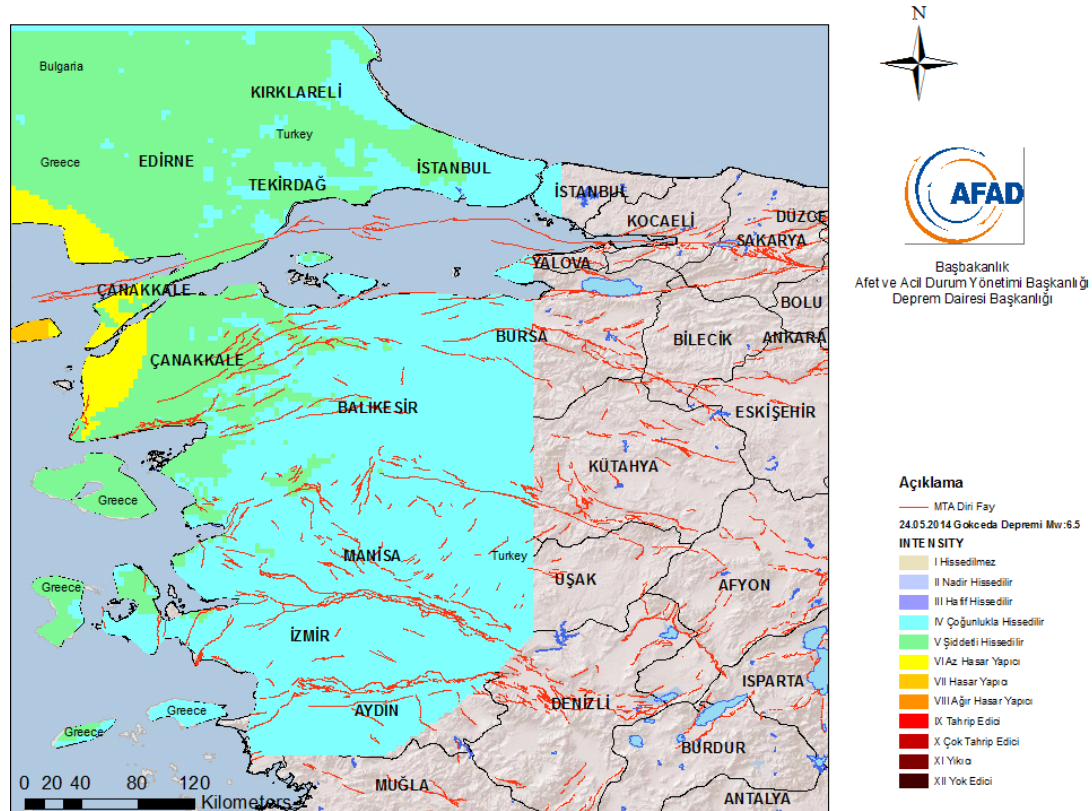 N
Bulgaria
KIRKLARELİ
Turkey
Greece
EDİRNE
TEKİRDAĞ
İSTANBUL
İSTANBUL
KOCAELİ
DÜZCE
SAKARYA
YALOVA
ÇANAKKALE
BOLU
BURSA
BİLECİK
ANKARA
ÇANAKKALE
BALIKESİR
ESKİŞEHİR
KÜTAHYA
Greece
MANİSA
Turkey
UŞAK
AFYON
Greece
İZMİR
ISPARTA
DENİZLİ
AYDIN
Greece
Greece
BURDUR
MUĞLA
ANTALYA
0 20 40 80 120
Kilometers
AFAD
Başbakanlık
Afet ve Acil Durum Yönetimi Başkanlığı
Deprem Dairesi Başkanlığı
Açıklama
MTA Diri Fay
24.05.2014 Gokceda Depremi Mw:6.5
INTENSITY
I Hissedilmez
II Nadir Hissedilir
III Hafif Hissedilir
IV Çoğunlukla Hissedilir
V Şiddetli Hissedilir
VI Az Hasar Yapıcı
VII Hasar Yapıcı
VIII Ağır Hasar Yapıcı
IX Tahrip Edici
X Çok Tahrip Edici
XI Yıkıcı
XII Yok Edici